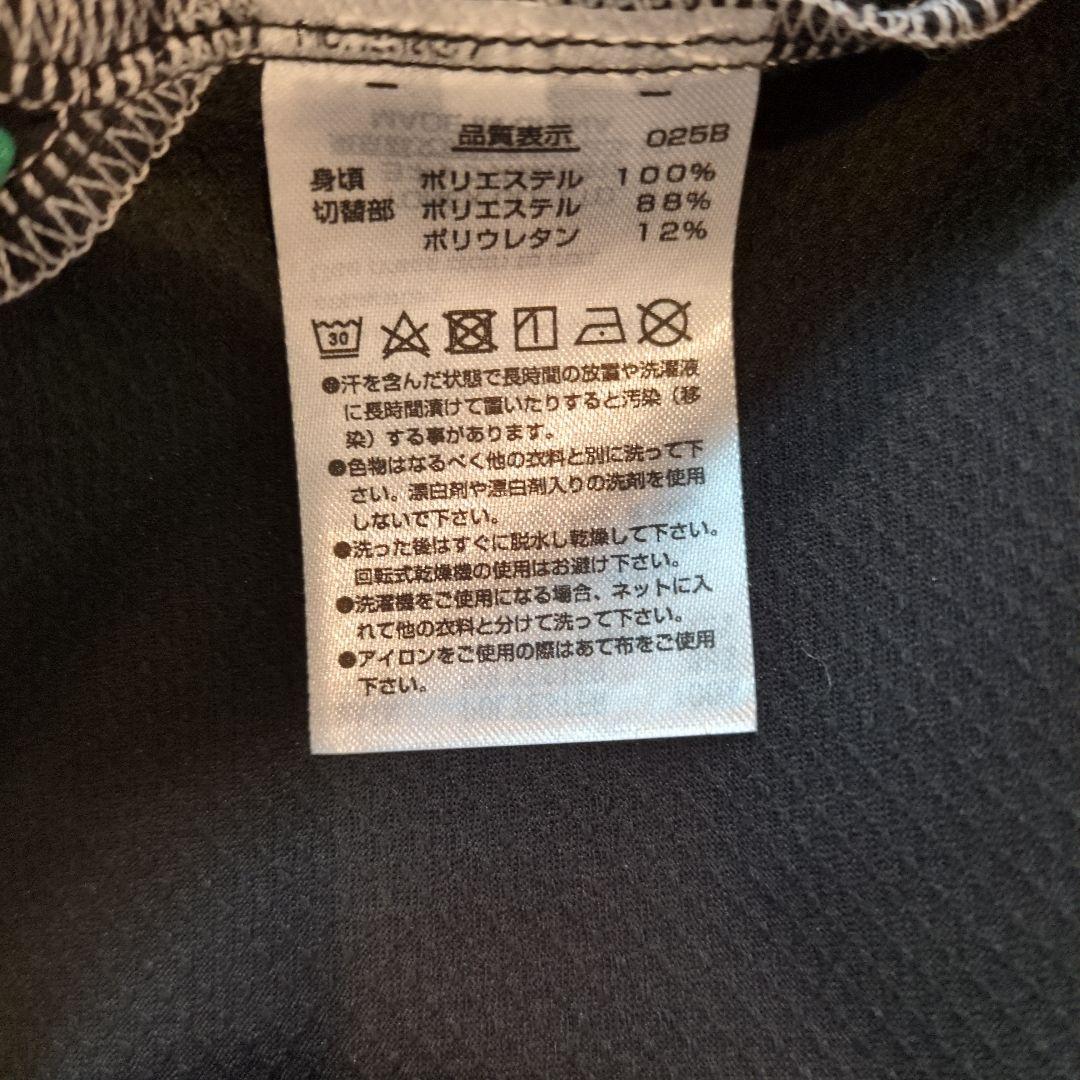 品質表示 025B
身頃 ポリエステル 100%
切替部 ポリエステル 88%
ポリウレタン 12%
30
●汗を含んだ状態で長時間の放置や洗濯液
に長時間漬けて置いたりすると汚染(移
染)する事があります。
●色物はなるべく他の衣料と別に洗って下
さい。漂白剤や漂白剤入りの洗剤を使用
しないで下さい。
●洗った後はすぐに脱水し乾燥して下さい。
回転式乾燥機の使用はお避け下さい。
●洗濯機をご使用になる場合、ネットに入
れて他の衣料と分けて洗って下さい。
●アイロンをご使用の際はあて布をご使用
下さい。